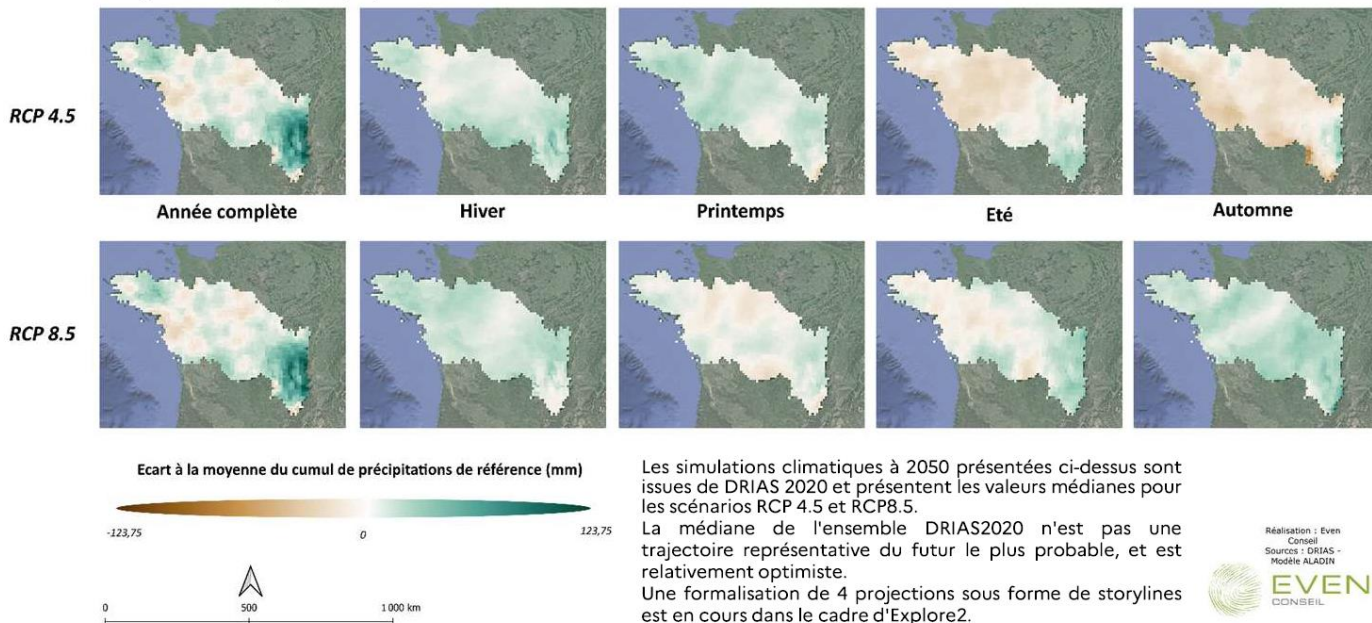 RCP 4.5
Année complète
Hiver
Printemps
Eté
Automne
RCP 8.5
Ecart à la moyenne du cumul de précipitations de référence (mm)
-123,75
0
123,75
0
500
1 000 km
Les simulations climatiques à 2050 présentées ci-dessus sont
issues de DRIAS 2020 et présentent les valeurs médianes pour
les scénarios RCP 4.5 et RCP8.5.
La médiane de l'ensemble DRIAS2020 n'est pas une
trajectoire représentative du futur le plus probable, et est
relativement optimiste.
Une formalisation de 4 projections sous forme de storylines
est en cours dans le cadre d'Explore2.
Réalisation : Even
Conseil
Sources : DRIAS -
Modèle ALADIN
EVEN
CONSEIL